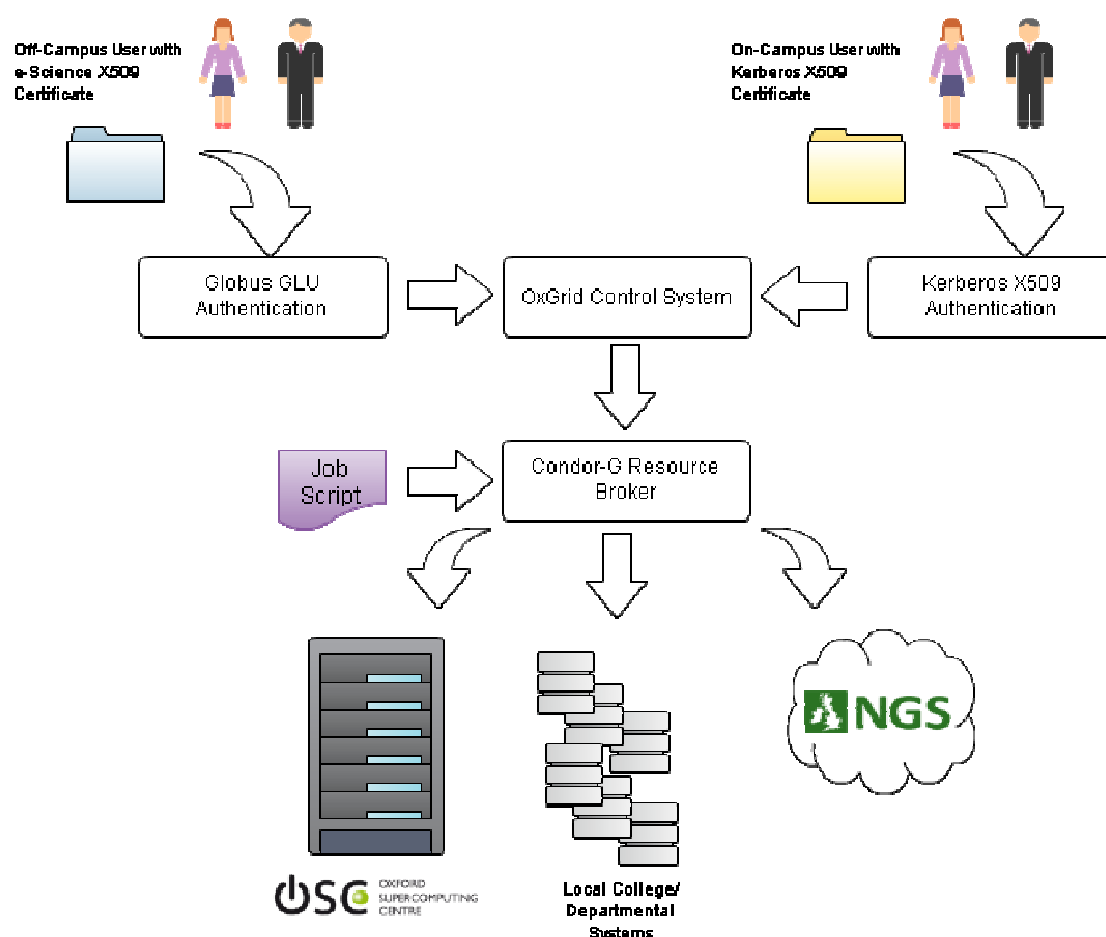 Off-Campus User with
e-Science X509
Certificate
On-Campus User with
Kerberos X509
Certificate
Globus GLU
Authentication
OxGrid Control System
Kerberos X509
Authentication
Job
Script
Condor-G Resource
Broker
NGS
OSC
OXFORD
SUPERCOMPUTING
CENTRE
Local College/
Departmental
Systems